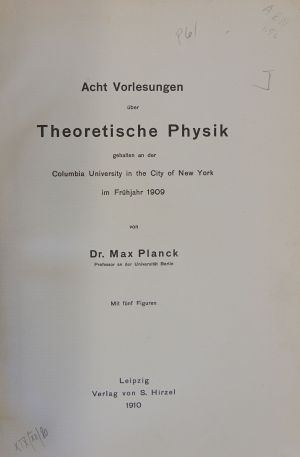 Acht Vorlesungen
über
Theoretische Physik
gehalten an der
Columbia University in the City of New York
im Frühjahr 1909
von
Dr. Max Planck
Professor an der Universität Berlin
Mit fünf Figuren
Leipzig
Verlag von S. Hirzel
1910